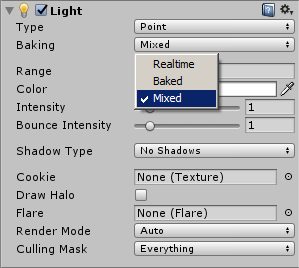 Light
Type Point
Baking Mixed
Realtime
Range
Baked
Color
Mixed
Intensity 1
Bounce Intensity 1
Shadow Type No Shadows
Cookie None (Texture)
Draw Halo
Flare None (Flare)
Render Mode Auto
Culling Mask Everything